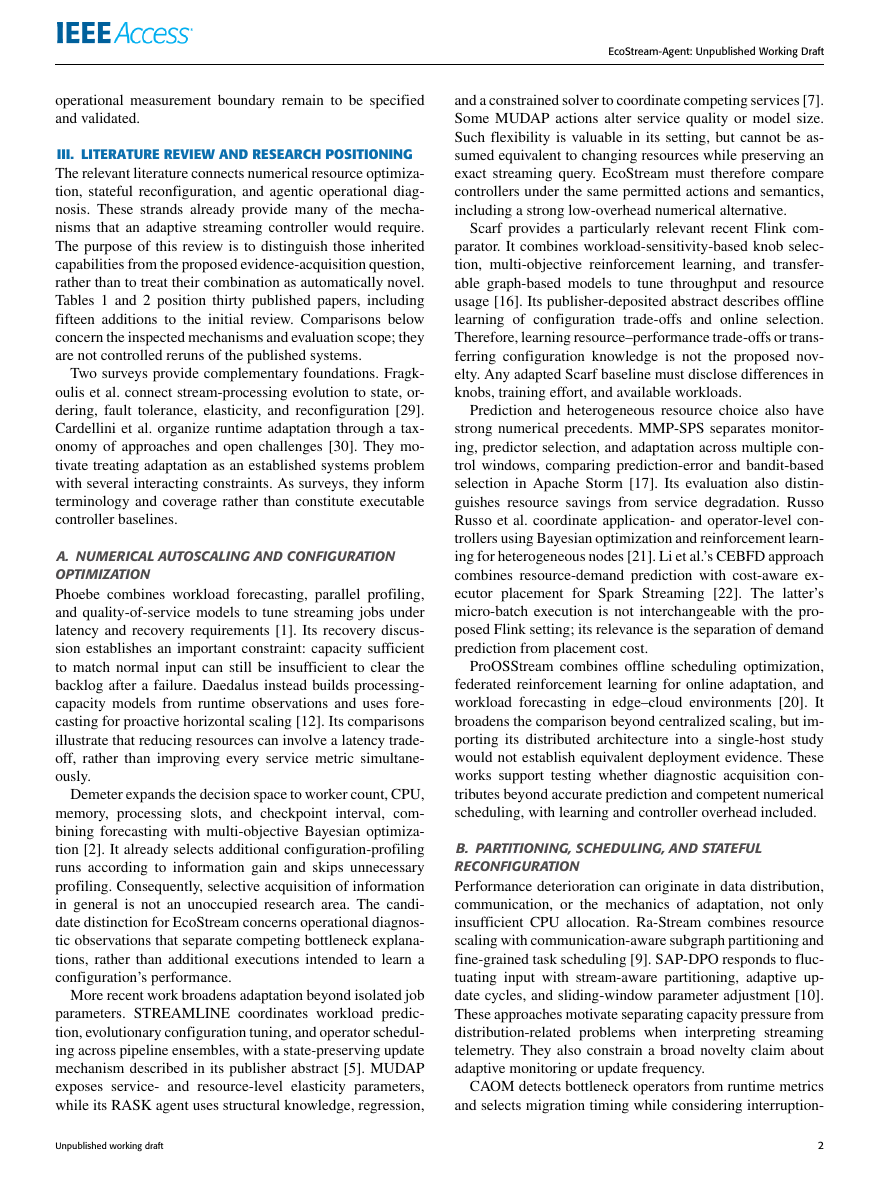 IEEE Access
EcoStream-Agent: Unpublished Working Draft
operational measurement boundary remain to be specified
and validated.
III. LITERATURE REVIEW AND RESEARCH POSITIONING
The relevant literature connects numerical resource optimiza-
tion, stateful reconfiguration, and agentic operational diag-
nosis. These strands already provide many of the mecha-
nisms that an adaptive streaming controller would require.
The purpose of this review is to distinguish those inherited
capabilities from the proposed evidence-acquisition question,
rather than to treat their combination as automatically novel.
Tables 1 and 2 position thirty published papers, including
fifteen additions to the initial review. Comparisons below
concern the inspected mechanisms and evaluation scope; they
are not controlled reruns of the published systems.
Two surveys provide complementary foundations. Fragk-
oulis et al. connect stream-processing evolution to state, or-
dering, fault tolerance, elasticity, and reconfiguration [29].
Cardellini et al. organize runtime adaptation through a tax-
onomy of approaches and open challenges [30]. They mo-
tivate treating adaptation as an established systems problem
with several interacting constraints. As surveys, they inform
terminology and coverage rather than constitute executable
controller baselines.
A. NUMERICAL AUTOSCALING AND CONFIGURATION
OPTIMIZATION
Phoebe combines workload forecasting, parallel profiling,
and quality-of-service models to tune streaming jobs under
latency and recovery requirements [1]. Its recovery discus-
sion establishes an important constraint: capacity sufficient
to match normal input can still be insufficient to clear the
backlog after a failure. Daedalus instead builds processing-
capacity models from runtime observations and uses fore-
casting for proactive horizontal scaling [12]. Its comparisons
illustrate that reducing resources can involve a latency trade-
off, rather than improving every service metric simultane-
ously.
Demeter expands the decision space to worker count, CPU,
memory, processing slots, and checkpoint interval, com-
bining forecasting with multi-objective Bayesian optimiza-
tion [2]. It already selects additional configuration-profiling
runs according to information gain and skips unnecessary
profiling. Consequently, selective acquisition of information
in general is not an unoccupied research area. The candi-
date distinction for EcoStream concerns operational diagnos-
tic observations that separate competing bottleneck explana-
tions, rather than additional executions intended to learn a
configuration's performance.
More recent work broadens adaptation beyond isolated job
parameters. STREAMLINE coordinates workload predic-
tion, evolutionary configuration tuning, and operator schedul-
ing across pipeline ensembles, with a state-preserving update
mechanism described in its publisher abstract [5]. MUDAP
exposes service- and resource-level elasticity parameters,
while its RASK agent uses structural knowledge, regression,
and a constrained solver to coordinate competing services [7].
Some MUDAP actions alter service quality or model size.
Such flexibility is valuable in its setting, but cannot be as-
sumed equivalent to changing resources while preserving an
exact streaming query. EcoStream must therefore compare
controllers under the same permitted actions and semantics,
including a strong low-overhead numerical alternative.
Scarf provides a particularly relevant recent Flink com-
parator. It combines workload-sensitivity-based knob selec-
tion, multi-objective reinforcement learning, and transfer-
able graph-based models to tune throughput and resource
usage [16]. Its publisher-deposited abstract describes offline
learning of configuration trade-offs and online selection.
Therefore, learning resource–performance trade-offs or trans-
ferring configuration knowledge is not the proposed nov-
elty. Any adapted Scarf baseline must disclose differences in
knobs, training effort, and available workloads.
Prediction and heterogeneous resource choice also have
strong numerical precedents. MMP-SPS separates monitor-
ing, predictor selection, and adaptation across multiple con-
trol windows, comparing prediction-error and bandit-based
selection in Apache Storm [17]. Its evaluation also distin-
guishes resource savings from service degradation. Russo
Russo et al. coordinate application- and operator-level con-
trollers using Bayesian optimization and reinforcement learn-
ing for heterogeneous nodes [21]. Li et al.'s CEBFD approach
combines resource-demand prediction with cost-aware ex-
ecutor placement for Spark Streaming [22]. The latter's
micro-batch execution is not interchangeable with the pro-
posed Flink setting; its relevance is the separation of demand
prediction from placement cost.
ProOSStream combines offline scheduling optimization,
federated reinforcement learning for online adaptation, and
workload forecasting in edge–cloud environments [20]. It
broadens the comparison beyond centralized scaling, but im-
porting its distributed architecture into a single-host study
would not establish equivalent deployment evidence. These
works support testing whether diagnostic acquisition con-
tributes beyond accurate prediction and competent numerical
scheduling, with learning and controller overhead included.
B. PARTITIONING, SCHEDULING, AND STATEFUL
RECONFIGURATION
Performance deterioration can originate in data distribution,
communication, or the mechanics of adaptation, not only
insufficient CPU allocation. Ra-Stream combines resource
scaling with communication-aware subgraph partitioning and
fine-grained task scheduling [9]. SAP-DPO responds to fluc-
tuating input with stream-aware partitioning, adaptive up-
date cycles, and sliding-window parameter adjustment [10].
These approaches motivate separating capacity pressure from
distribution-related problems when interpreting streaming
telemetry. They also constrain a broad novelty claim about
adaptive monitoring or update frequency.
CAOM detects bottleneck operators from runtime metrics
and selects migration timing while considering interruption-
Unpublished working draft
2